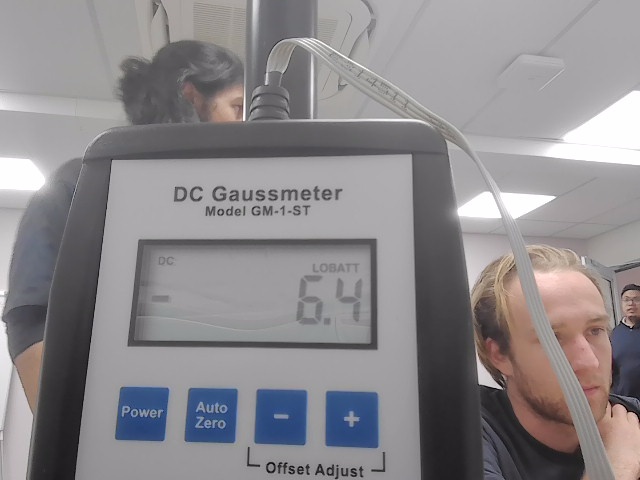 DC Gaussmeter
Model GM-1-ST
DC
LOBATT
- 6.4
Power
Auto
Zero
-
+
Offset Adjust